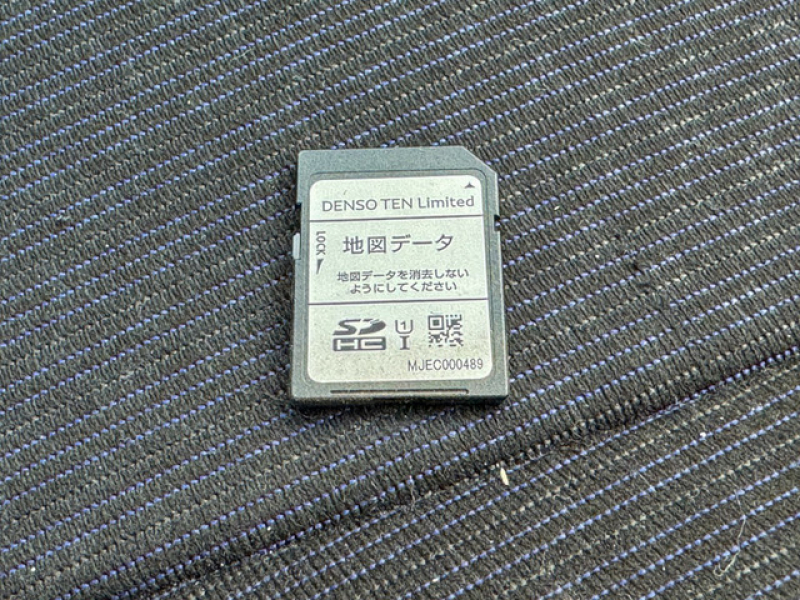 DENSO TEN Limited
LOCK
地図データ
地図データを消去しない
ようにしてください
SD
HC
1
I
MJEC000489